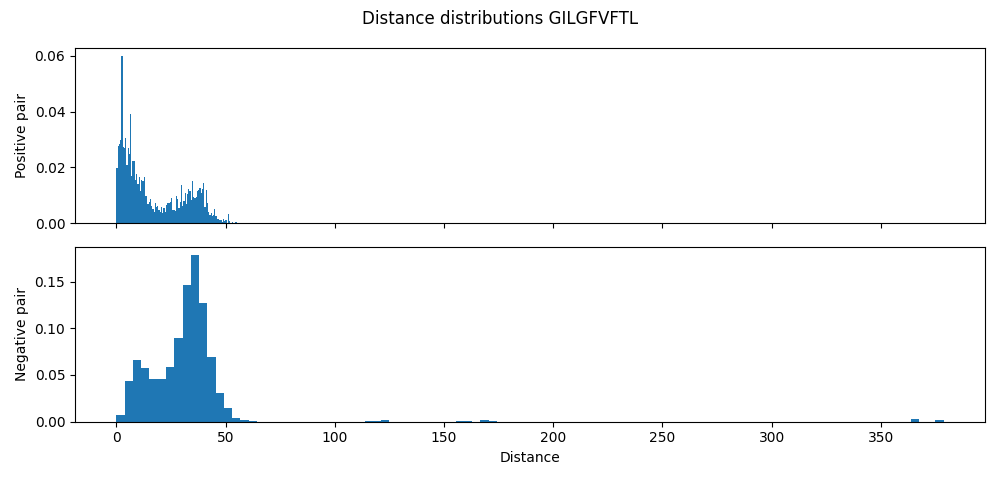 Distance distributions GILGFVFTL
Positive pair
0.06
0.04
0.02
0.00
Negative pair
0.15
0.10
0.05
0.00
0 50 100 150 200 250 300 350
Distance